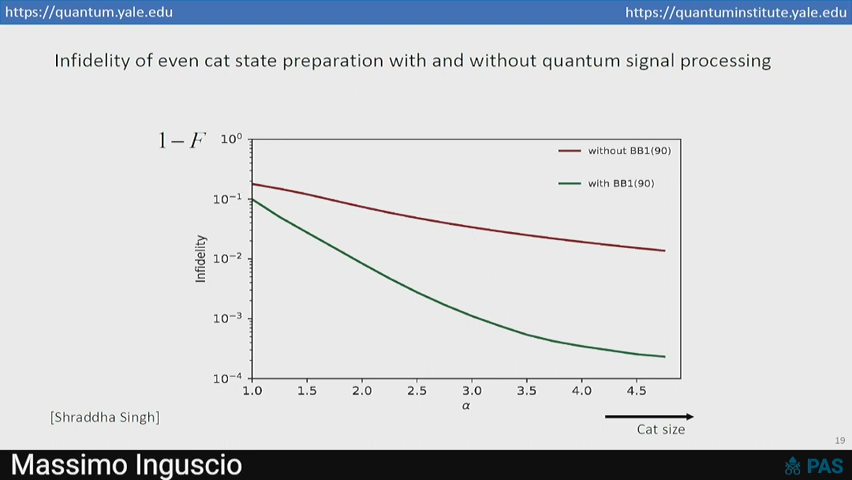 https://quantum.yale.edu
https://quantuminstitute.yale.edu
Infidelity of even cat state preparation with and without quantum signal processing
1 – F
10⁰
10⁻¹
10⁻²
10⁻³
10⁻⁴
Infidelity
without BB1(90)
with BB1(90)
1.0 1.5 2.0 2.5 3.0 3.5 4.0 4.5
α
[Shraddha Singh]
Cat size
19
Massimo Inguscio
PAS